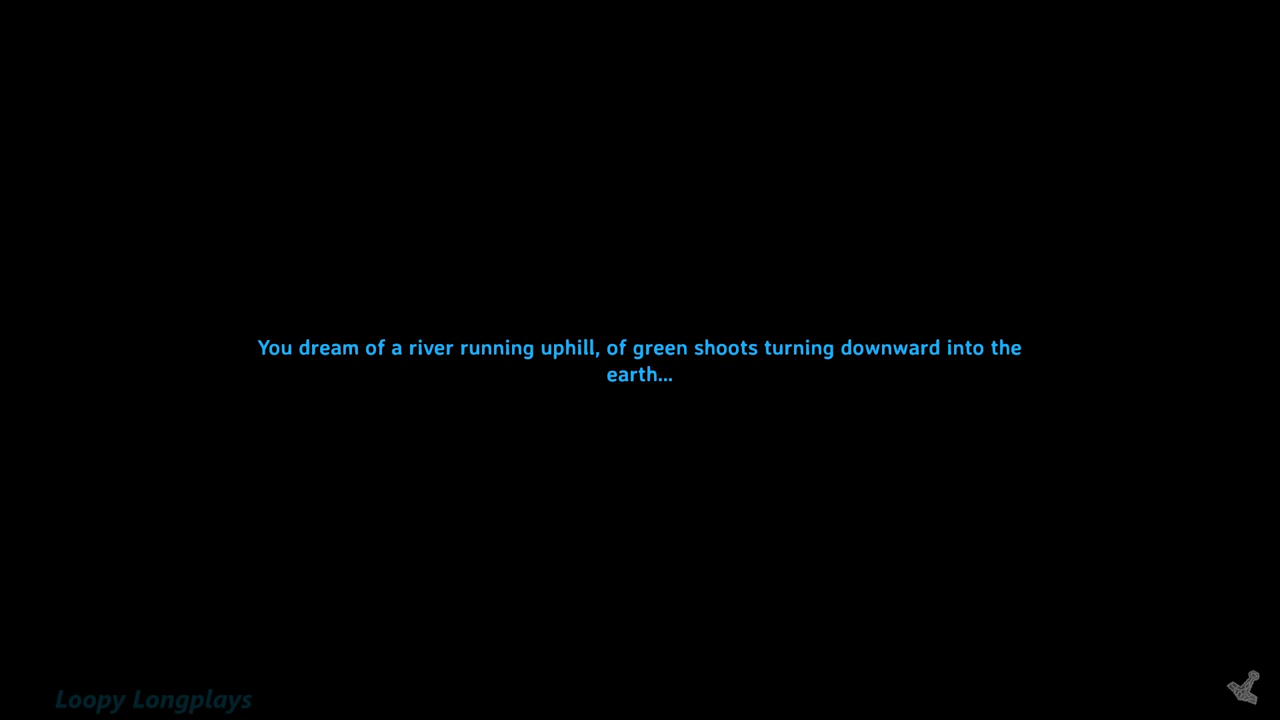 You dream of a river running uphill, of green shoots turning downward into the
earth...
Loopy Longplays